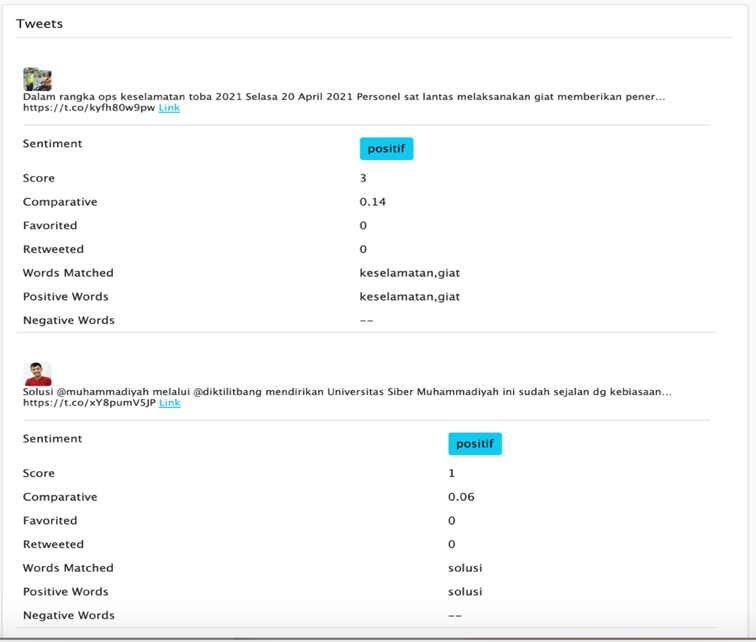 Tweets
Dalam rangka ops keselamatan toba 2021 Selasa 20 April 2021 Personel sat lantas melaksanakan giat memberikan pener...
https://t.co/kyfh80w9pw Link
Sentiment positif
Score 3
Comparative 0.14
Favorited 0
Retweeted 0
Words Matched keselamatan,giat
Positive Words keselamatan,giat
Negative Words --
Solusi @muhammadiyah melalui @diktilitbang mendirikan Universitas Siber Muhammadiyah ini sudah sejalan dg kebiasaan...
https://t.co/xY8pumV5JP Link
Sentiment positif
Score 1
Comparative 0.06
Favorited 0
Retweeted 0
Words Matched solusi
Positive Words solusi
Negative Words --